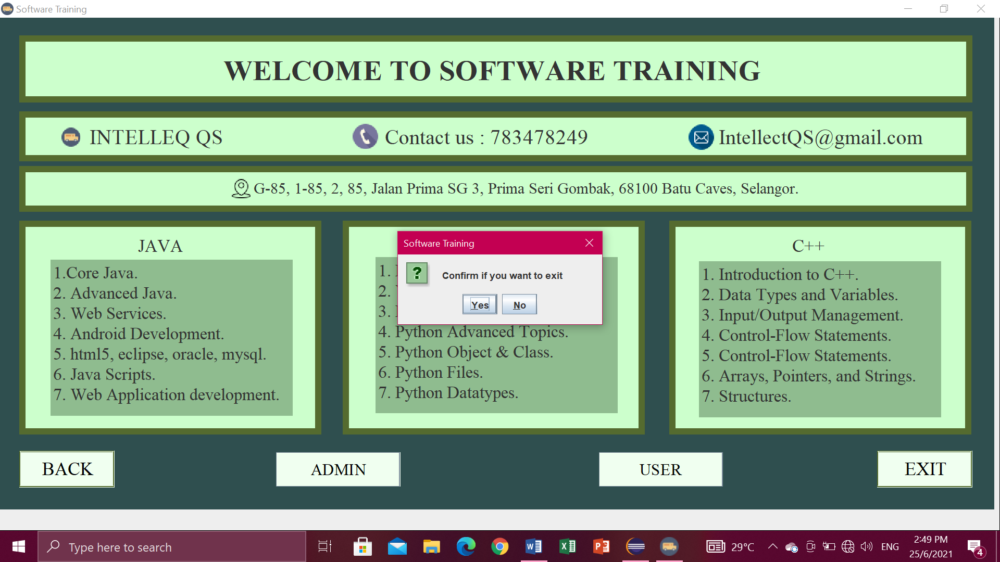 Software Training
WELCOME TO SOFTWARE TRAINING
INTELLEQ QS
Contact us : 783478249
IntellectQS@gmail.com
G-85, 1-85, 2, 85, Jalan Prima SG 3, Prima Seri Gombak, 68100 Batu Caves, Selangor.
JAVA
1.Core Java.
2. Advanced Java.
3. Web Services.
4. Android Development.
5. html5, eclipse, oracle, mysql.
6. Java Scripts.
7. Web Application development.
Software Training
Confirm if you want to exit
Yes
No
1.
2.
3.
4. Python Advanced Topics.
5. Python Object & Class.
6. Python Files.
7. Python Datatypes.
C++
1. Introduction to C++.
2. Data Types and Variables.
3. Input/Output Management.
4. Control-Flow Statements.
5. Control-Flow Statements.
6. Arrays, Pointers, and Strings.
7. Structures.
BACK
ADMIN
USER
EXIT
Type here to search
29°C
ENG
2:49 PM
25/6/2021
4